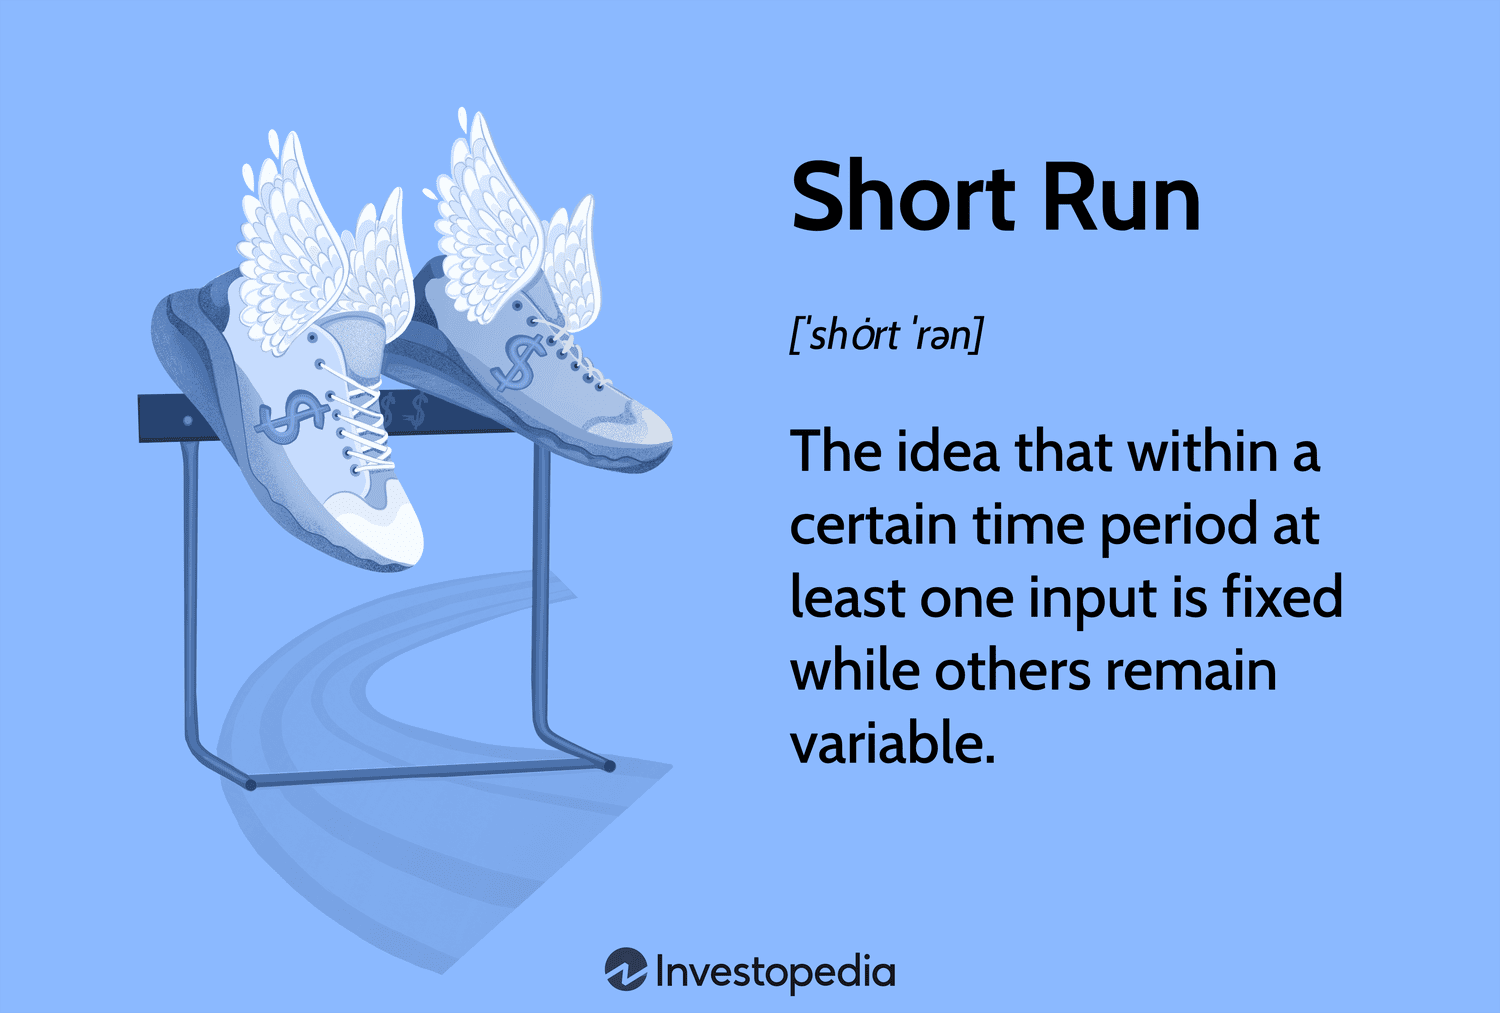 Short Run
[ˈshȯrt ˈrən]
The idea that within a
certain time period at
least one input is fixed
while others remain
variable.
$ $
$ $
Investopedia